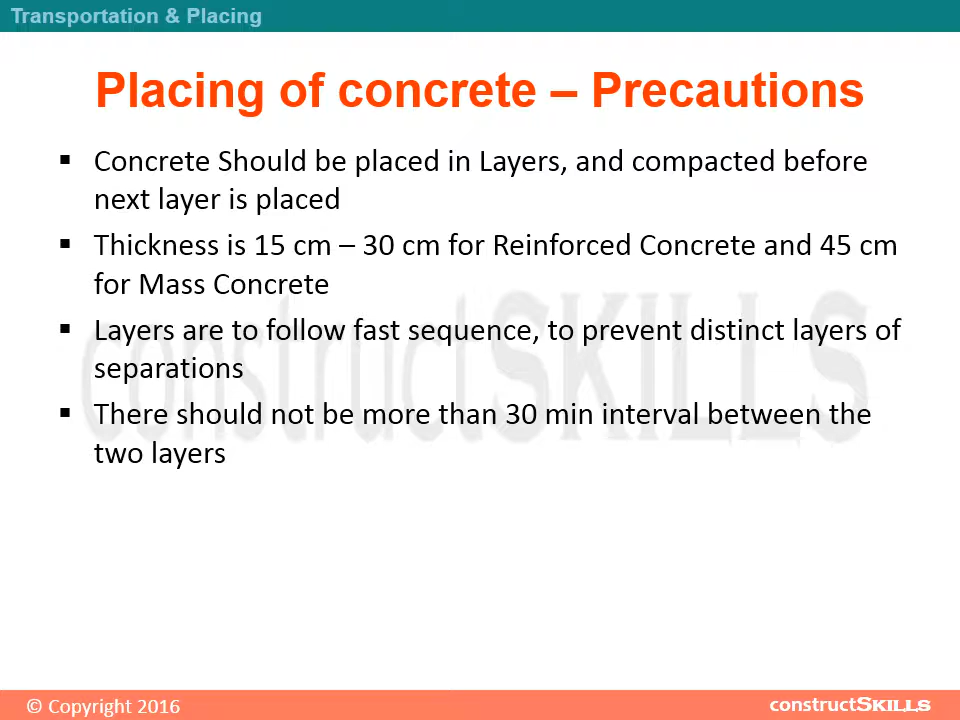 Transportation & Placing
Placing of concrete – Precautions
▪ Concrete Should be placed in Layers, and compacted before
next layer is placed
▪ Thickness is 15 cm – 30 cm for Reinforced Concrete and 45 cm
for Mass Concrete
▪ Layers are to follow fast sequence, to prevent distinct layers of
separations
▪ There should not be more than 30 min interval between the
two layers
constructSKILLS
© Copyright 2016
constructSKILLS